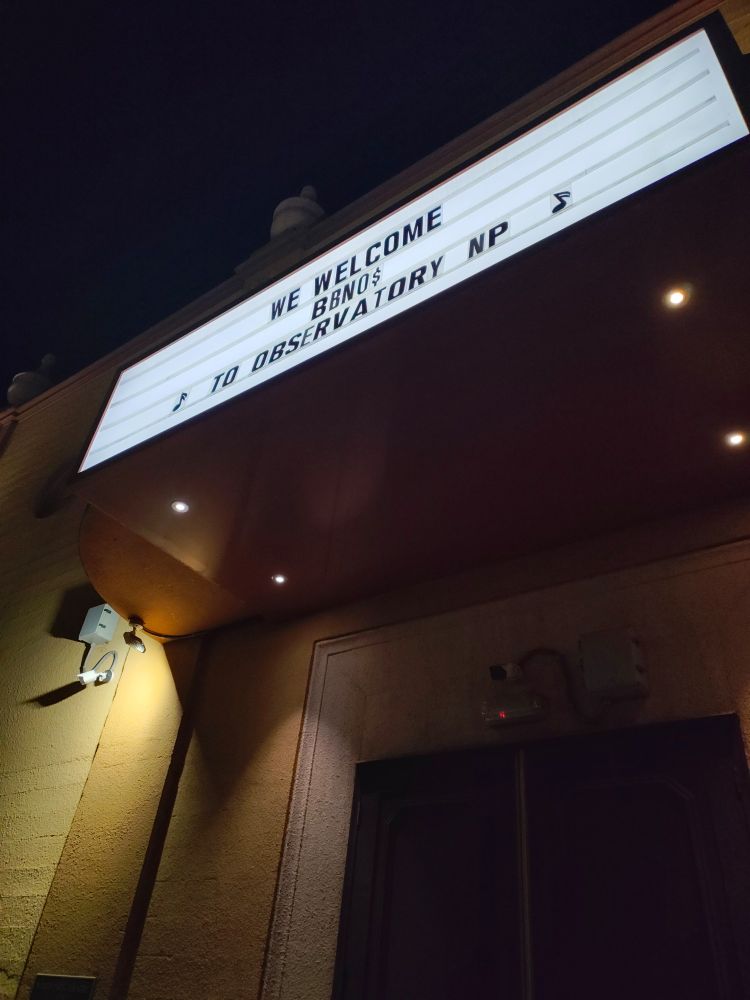 WE WELCOME
BBNO$
♪ TO OBSERVATORY NP ♪